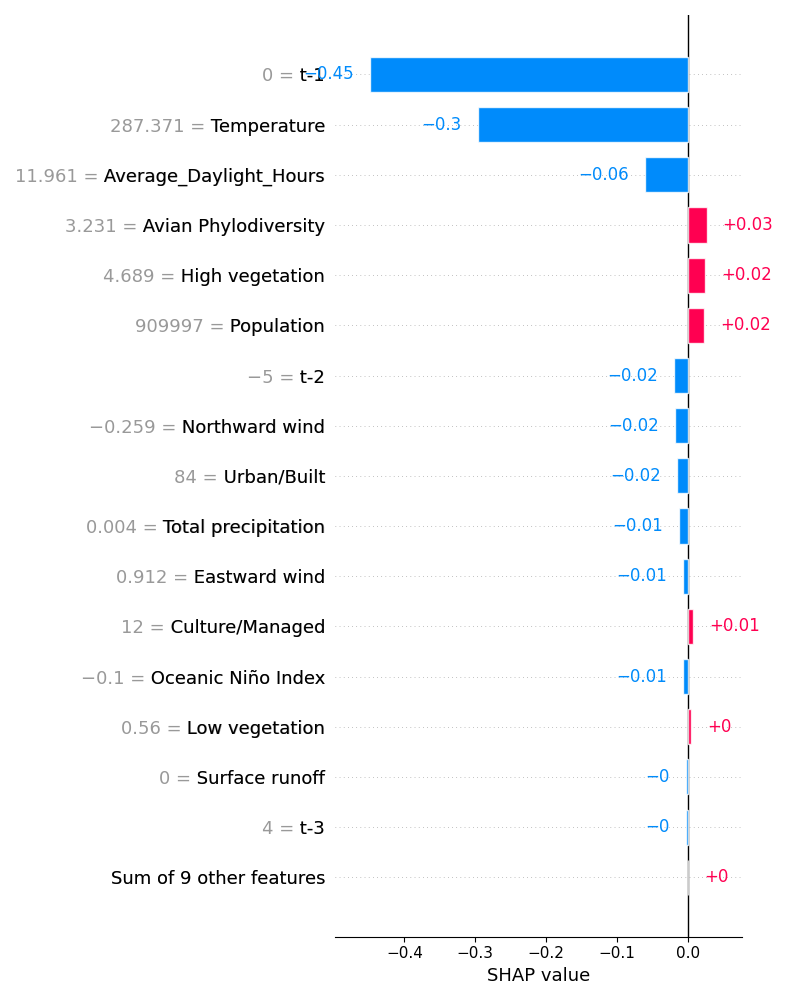 0 = t-1 −0.45
287.371 = Temperature −0.3
11.961 = Average_Daylight_Hours −0.06
3.231 = Avian Phylodiversity +0.03
4.689 = High vegetation +0.02
909997 = Population +0.02
−5 = t-2 −0.02
−0.259 = Northward wind −0.02
84 = Urban/Built −0.02
0.004 = Total precipitation −0.01
0.912 = Eastward wind −0.01
12 = Culture/Managed +0.01
−0.1 = Oceanic Niño Index −0.01
0.56 = Low vegetation +0
0 = Surface runoff −0
4 = t-3 −0
Sum of 9 other features +0
−0.4 −0.3 −0.2 −0.1 0.0
SHAP value